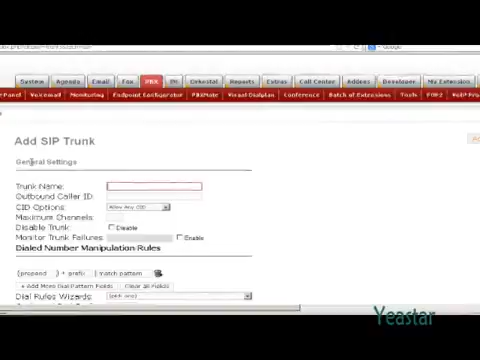 Google
System Agenda Email Fax PBX IM Orkestal Reports Extras Call Center Addons Developer My Extension
Panel Voicemail Monitoring Endpoint Configurator PBXMate Visual Dialplan Conference Batch of Extensions Tools FOP2 VoIP Pro
Add SIP Trunk
General Settings
Trunk Name:
Outbound Caller ID:
CID Options: Allow Any CID
Maximum Channels:
Disable Trunk: Disable
Monitor Trunk Failures: Enable
Dialed Number Manipulation Rules
(prepend) + prefix | match pattern
+ Add More Dial Pattern Fields Clear All Fields
Dial Rules Wizards: (pick one)
Yeastar